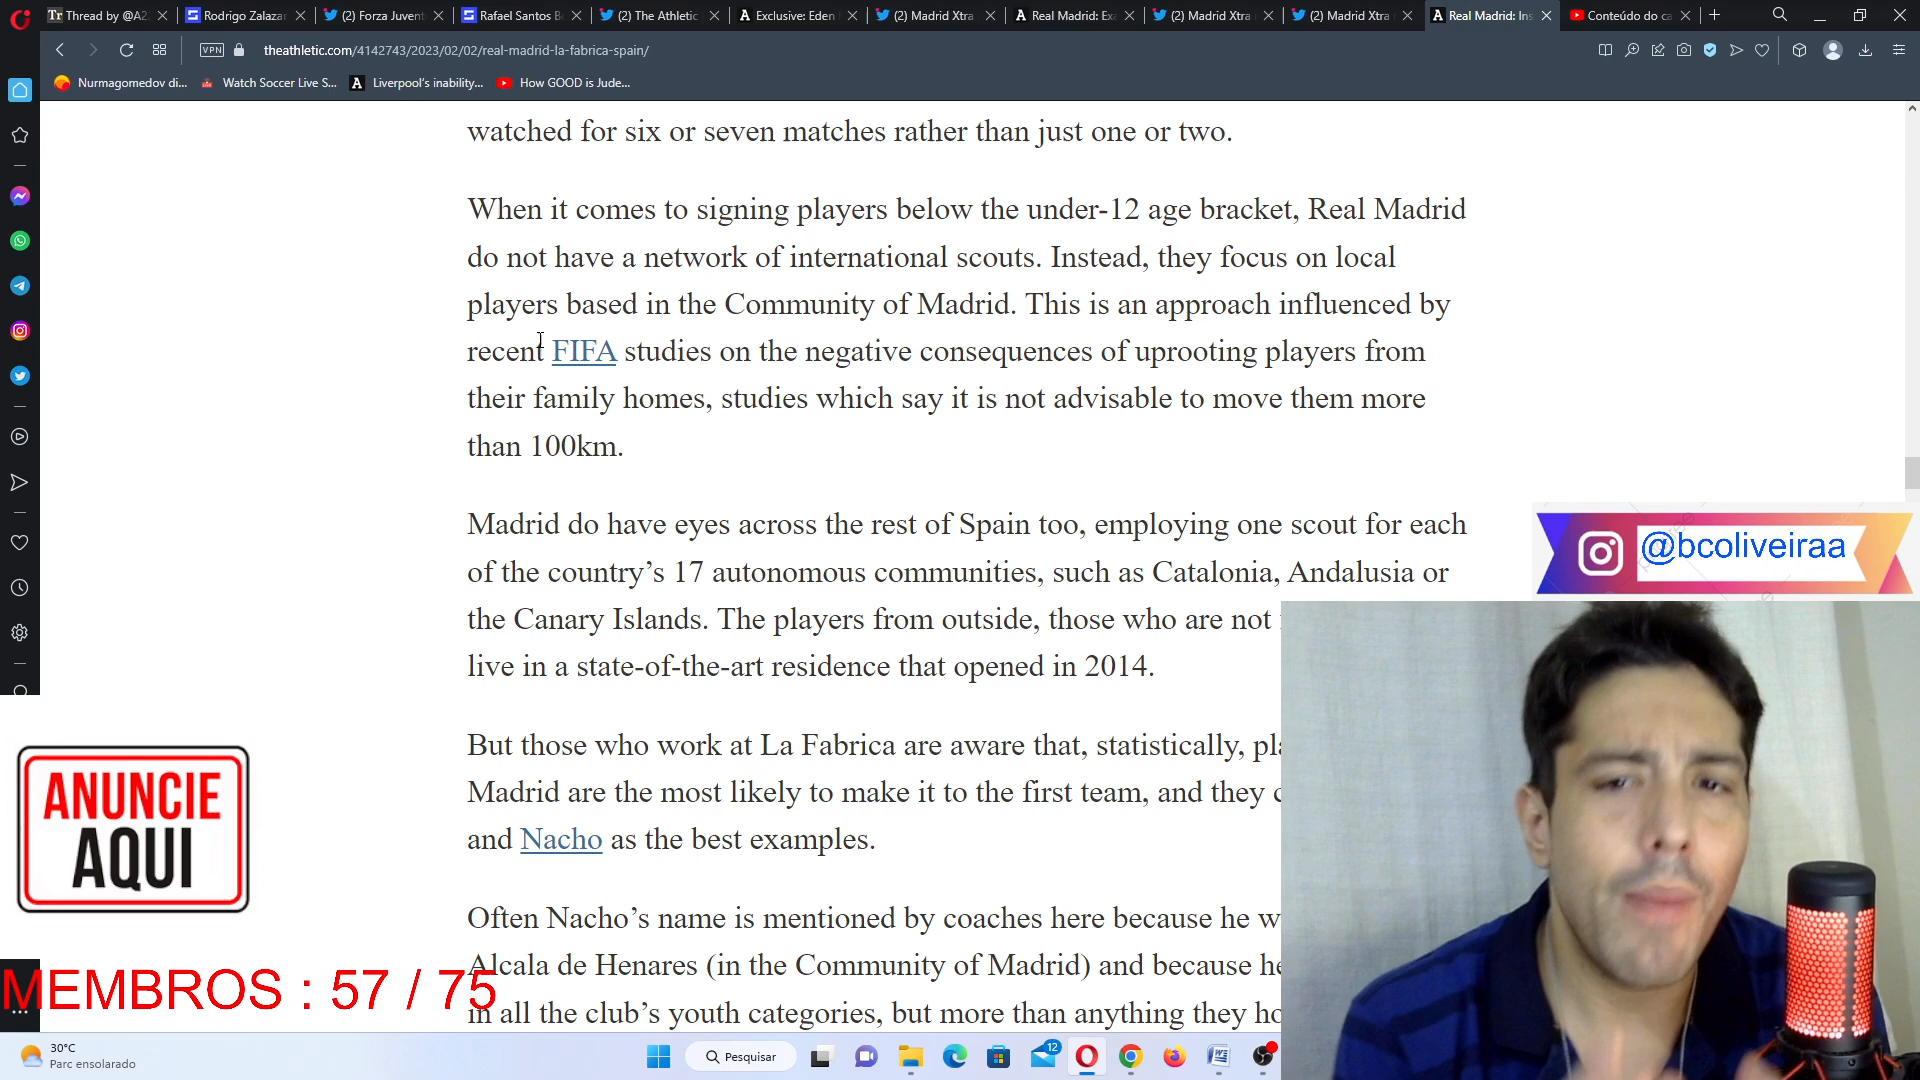 Thread by @A2
Rodrigo Zalazar
(2) Forza Juvent
Rafael Santos B
(2) The Athletic
Exclusive: Eden
(2) Madrid Xtra
Real Madrid: Ex
(2) Madrid Xtra
(2) Madrid Xtra
Real Madrid: Ins
Conteúdo do ca
VPN
theathletic.com/4142743/2023/02/02/real-madrid-la-fabrica-spain/
Nurmagomedov di...
Watch Soccer Live S...
Liverpool's inability...
How GOOD is Jude...
watched for six or seven matches rather than just one or two.
When it comes to signing players below the under-12 age bracket, Real Madrid
do not have a network of international scouts. Instead, they focus on local
players based in the Community of Madrid. This is an approach influenced by
recent FIFA studies on the negative consequences of uprooting players from
their family homes, studies which say it is not advisable to move them more
than 100km.
Madrid do have eyes across the rest of Spain too, employing one scout for each
of the country's 17 autonomous communities, such as Catalonia, Andalusia or
the Canary Islands. The players from outside, those who are not
live in a state-of-the-art residence that opened in 2014.
But those who work at La Fabrica are aware that, statistically, pla
Madrid are the most likely to make it to the first team, and they
and Nacho as the best examples.
Often Nacho's name is mentioned by coaches here because he w
Alcala de Henares (in the Community of Madrid) and because he
in all the club's youth categories, but more than anything they ho
@bcoliveiraa
ANUNCIE
AQUI
MEMBROS : 57 / 75
30°C
Parc ensolarado
Pesquisar
12